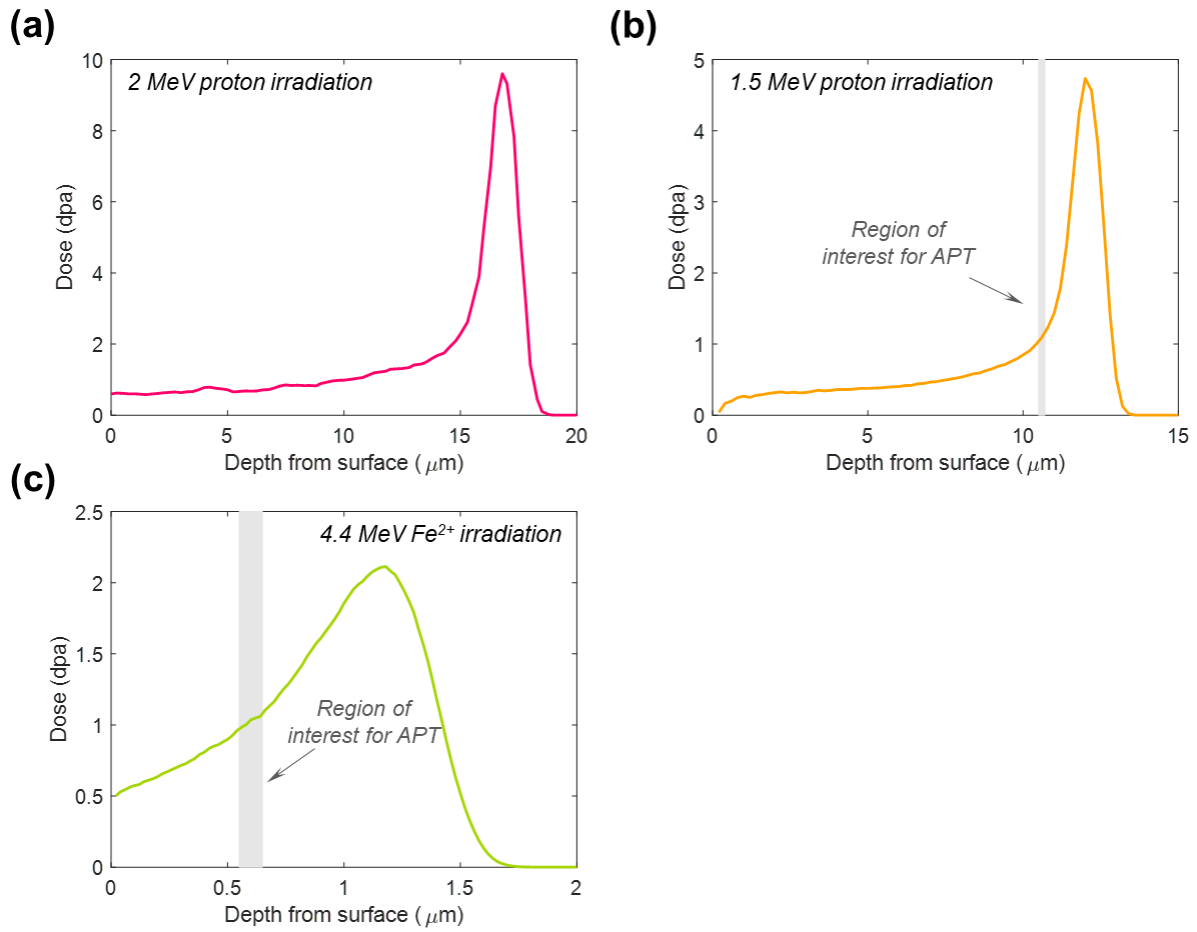 (a)
2 MeV proton irradiation
10
8
6
4
2
0
Dose (dpa)
0
5
10
15
20
Depth from surface ( μm)
(b)
1.5 MeV proton irradiation
5
4
3
2
1
0
Dose (dpa)
Region of
interest for APT
0
5
10
15
Depth from surface ( μm)
(c)
4.4 MeV Fe²⁺ irradiation
2.5
2
1.5
1
0.5
0
Dose (dpa)
Region of
interest for APT
0
0.5
1
1.5
2
Depth from surface ( μm)